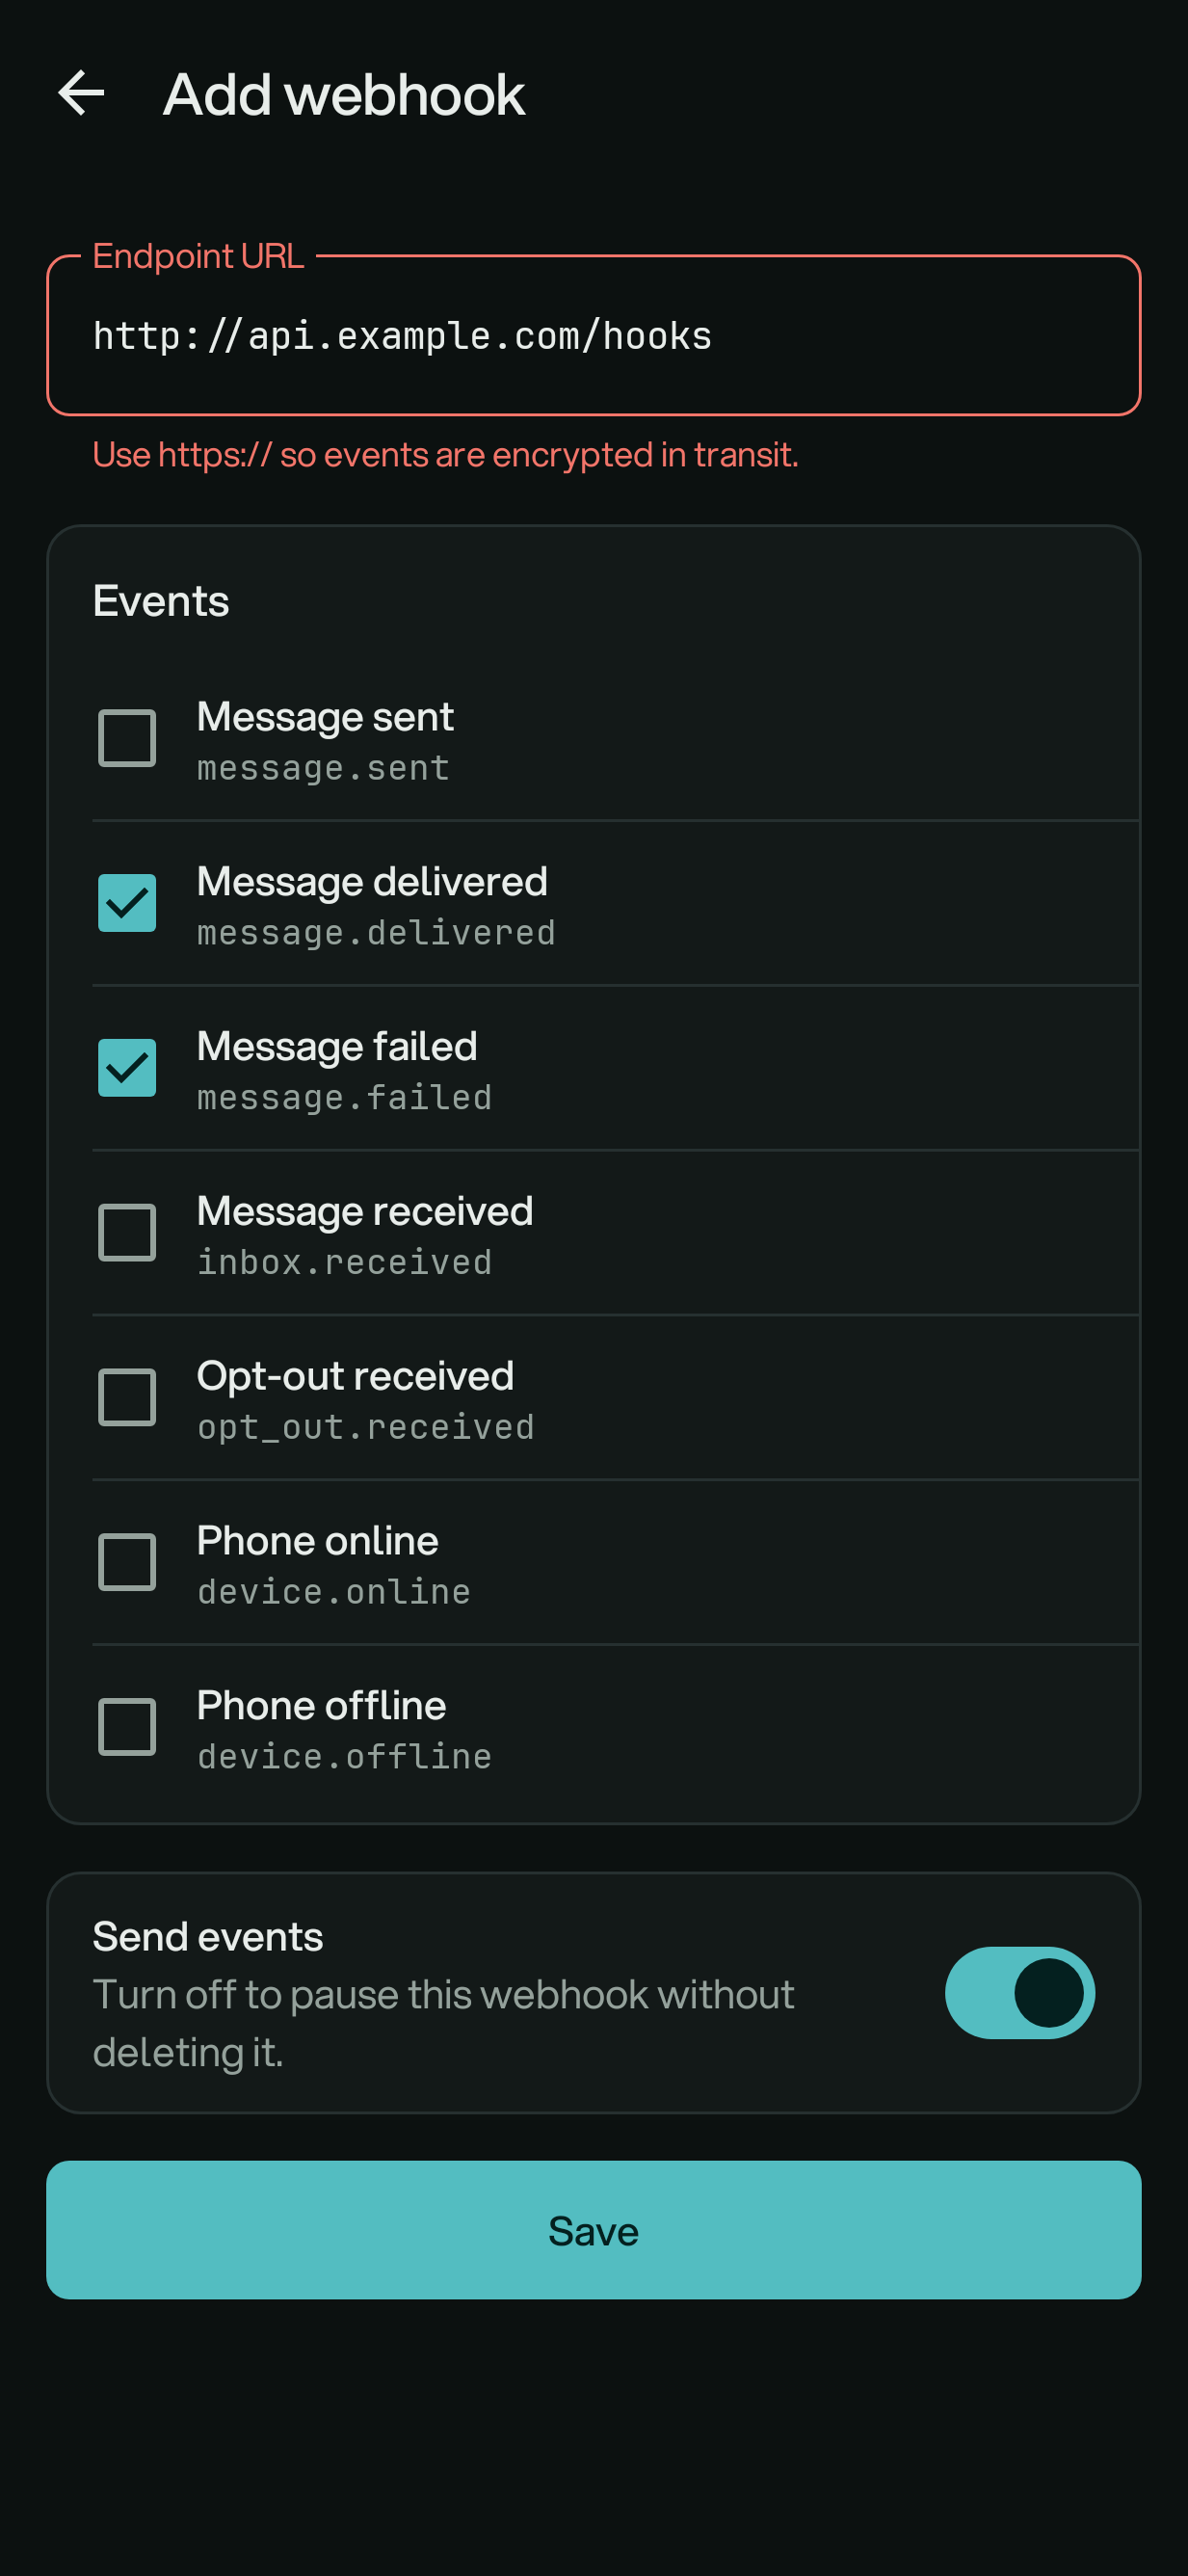 Add webhook
Endpoint URL
http://api.example.com/hooks
Use https:// so events are encrypted in transit.
Events
Message sent
message.sent
Message delivered
message.delivered
Message failed
message.failed
Message received
inbox.received
Opt-out received
opt_out.received
Phone online
device.online
Phone offline
device.offline
Send events
Turn off to pause this webhook without
deleting it.
Save